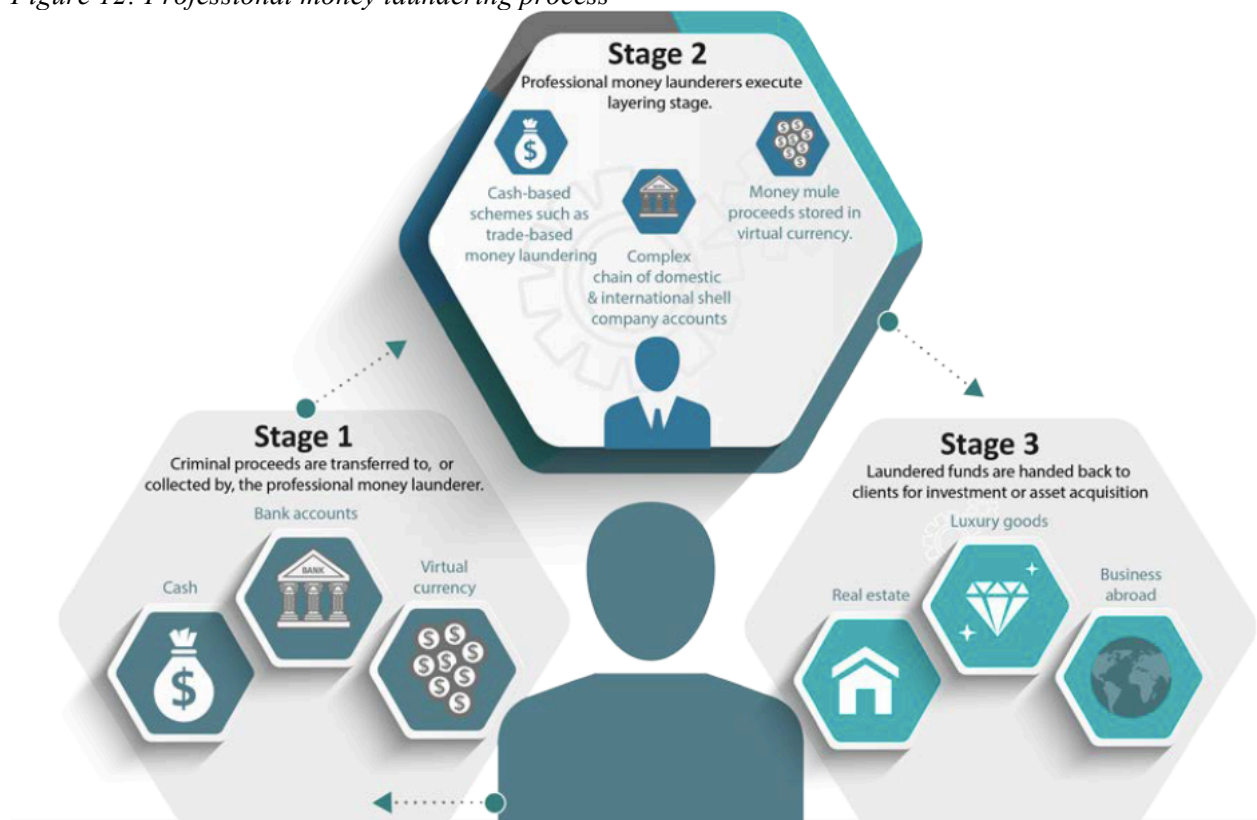 Figure 12: Professional money laundering process
Stage 2
Professional money launderers execute
layering stage.
Cash-based
schemes such as
trade-based
money laundering
Complex
chain of domestic
& international shell
company accounts
Money mule
proceeds stored in
virtual currency.
Stage 1
Criminal proceeds are transferred to, or
collected by, the professional money launderer.
Bank accounts
Cash
Virtual
currency
BANK
Stage 3
Laundered funds are handed back to
clients for investment or asset acquisition
Luxury goods
Real estate
Business
abroad